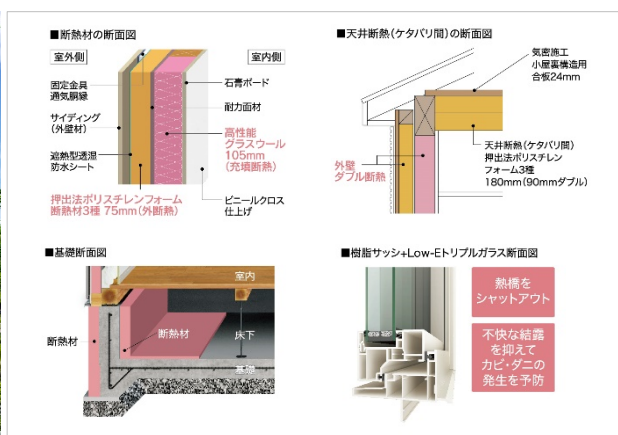 ■断熱材の断面図
室外側
室内側
固定金具
通気胴縁
サイディング
(外壁材)
遮熱型透湿
防水シート
押出法ポリスチレンフォーム
断熱材3種 75mm(外断熱)
石膏ボード
耐力面材
高性能
グラスウール
105mm
(充填断熱)
ビニールクロス
仕上げ
■天井断熱(ケタバリ間)の断面図
気密施工
小屋裏構造用
合板24mm
外壁
ダブル断熱
天井断熱(ケタバリ間)
押出法ポリスチレン
フォーム3種
180mm(90mmダブル)
■基礎断面図
室内
断熱材
断熱材
床下
基礎
■樹脂サッシ+Low-Eトリプルガラス断面図
熱橋を
シャットアウト
不快な結露
を抑えて
カビ・ダニの
発生を予防